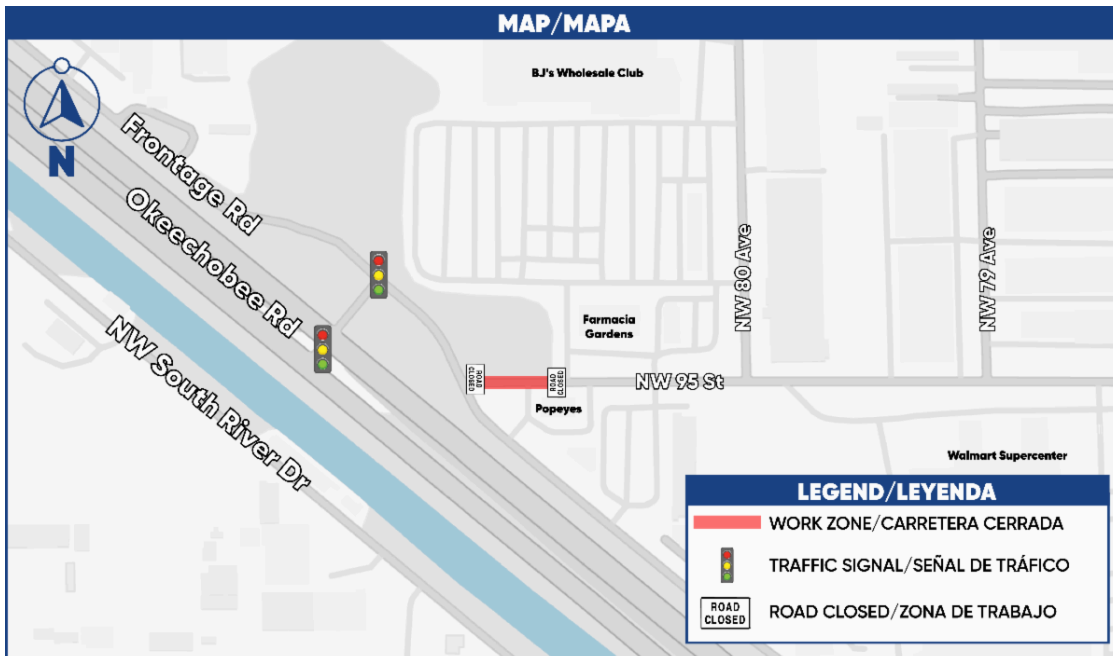 MAP/MAPA
N
BJ's Wholesale Club
Frontage Rd
Okeechobee Rd
NW South River Dr
NW 80 Ave
NW 79 Ave
Farmacia
Gardens
ROAD
CLOSED
ROAD
CLOSED
NW 95 St
Popeyes
Walmart Supercenter
LEGEND/LEYENDA
WORK ZONE/CARRETERA CERRADA
TRAFFIC SIGNAL/SEÑAL DE TRÁFICO
ROAD
CLOSED
ROAD CLOSED/ZONA DE TRABAJO